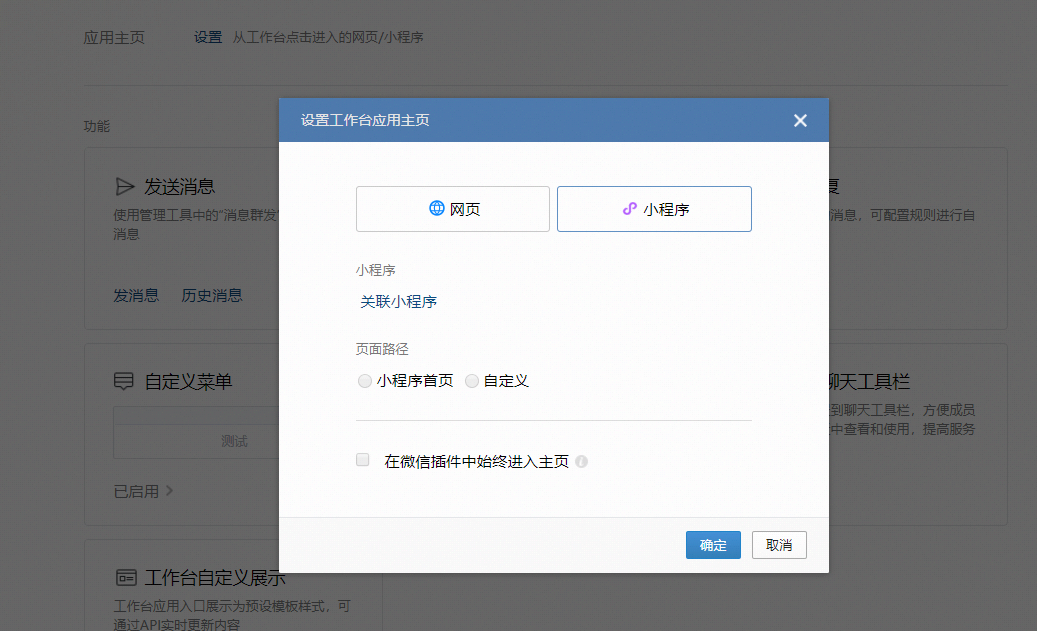 应用主页 设置 从工作台点击进入的网页/小程序
功能
设置工作台应用主页
发送消息
使用管理工具中的“消息群发”
消息
发消息 历史消息
消息，可配置规则进行自
网页 小程序
小程序
关联小程序
页面路径
小程序首页 自定义
在微信插件中始终进入主页
确定 取消
自定义菜单
测试
已启用
聊天工具栏
到聊天工具栏，方便成员
中查看和使用，提高服务
工作台自定义展示
工作台应用入口展示为预设模板样式，可
通过API实时更新内容